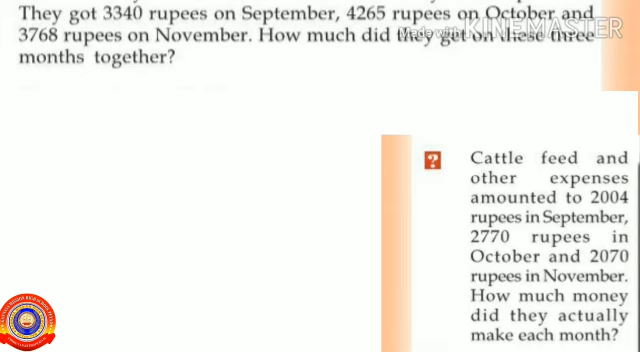 They got 3340 rupees on September, 4265 rupees on October and
3768 rupees on November. How much did they get on these three
months together?
Made with KINEMASTER
? Cattle feed and
other expenses
amounted to 2004
rupees in September,
2770 rupees in
October and 2070
rupees in November.
How much money
did they actually
make each month?